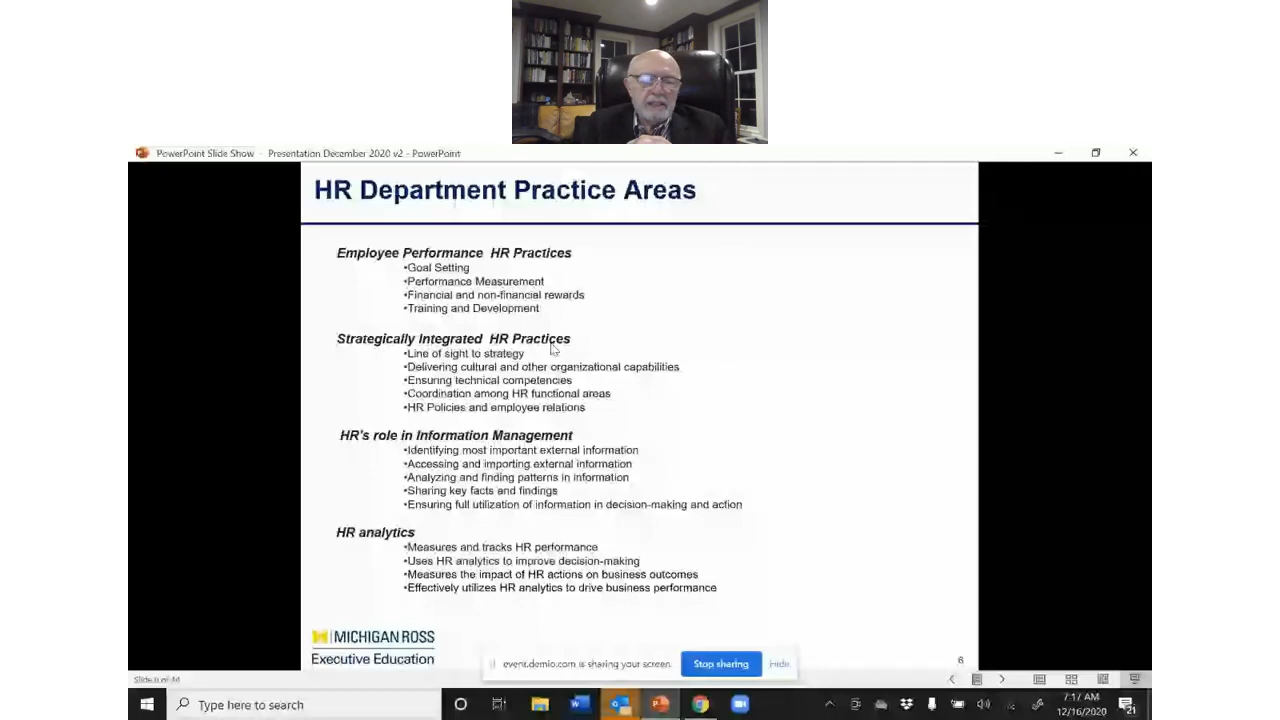 PowerPoint Slide Show - Presentation December 2020 v2 - PowerPoint
HR Department Practice Areas
Employee Performance HR Practices
•Goal Setting
•Performance Measurement
•Financial and non-financial rewards
•Training and Development
Strategically Integrated HR Practices
•Line of sight to strategy
•Delivering cultural and other organizational capabilities
•Ensuring technical competencies
•Coordination among HR functional areas
•HR Policies and employee relations
HR's role in Information Management
•Identifying most important external information
•Accessing and importing external information
•Analyzing and finding patterns in information
•Sharing key facts and findings
•Ensuring full utilization of information in decision-making and action
HR analytics
•Measures and tracks HR performance
•Uses HR analytics to improve decision-making
•Measures the impact of HR actions on business outcomes
•Effectively utilizes HR analytics to drive business performance
M MICHIGAN ROSS
Executive Education
event.demio.com is sharing your screen.
Stop sharing
Hide
6
Slide 6 of 44
Type here to search
7:17 AM
12/16/2020
21